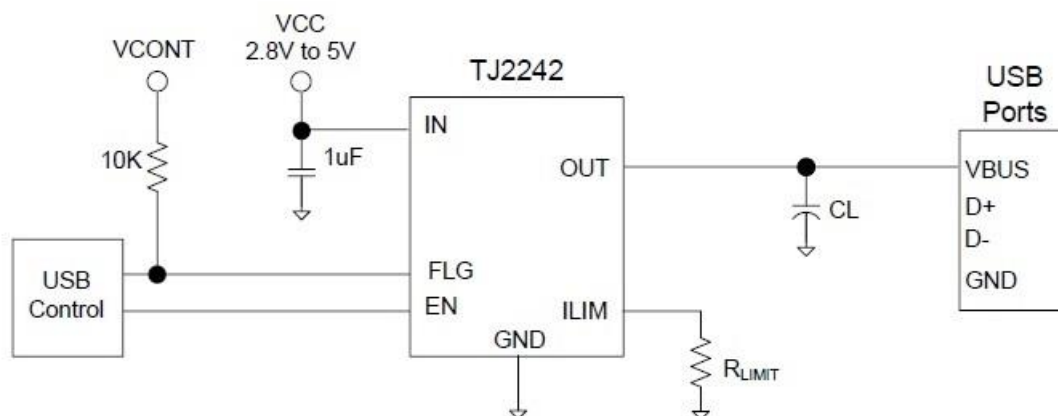 VCONT
VCC
2.8V to 5V
TJ2242
USB
Ports
10K
1uF
IN
OUT
VBUS
D+
D-
GND
CL
USB
Control
FLG
EN
ILIM
GND
RLIMIT